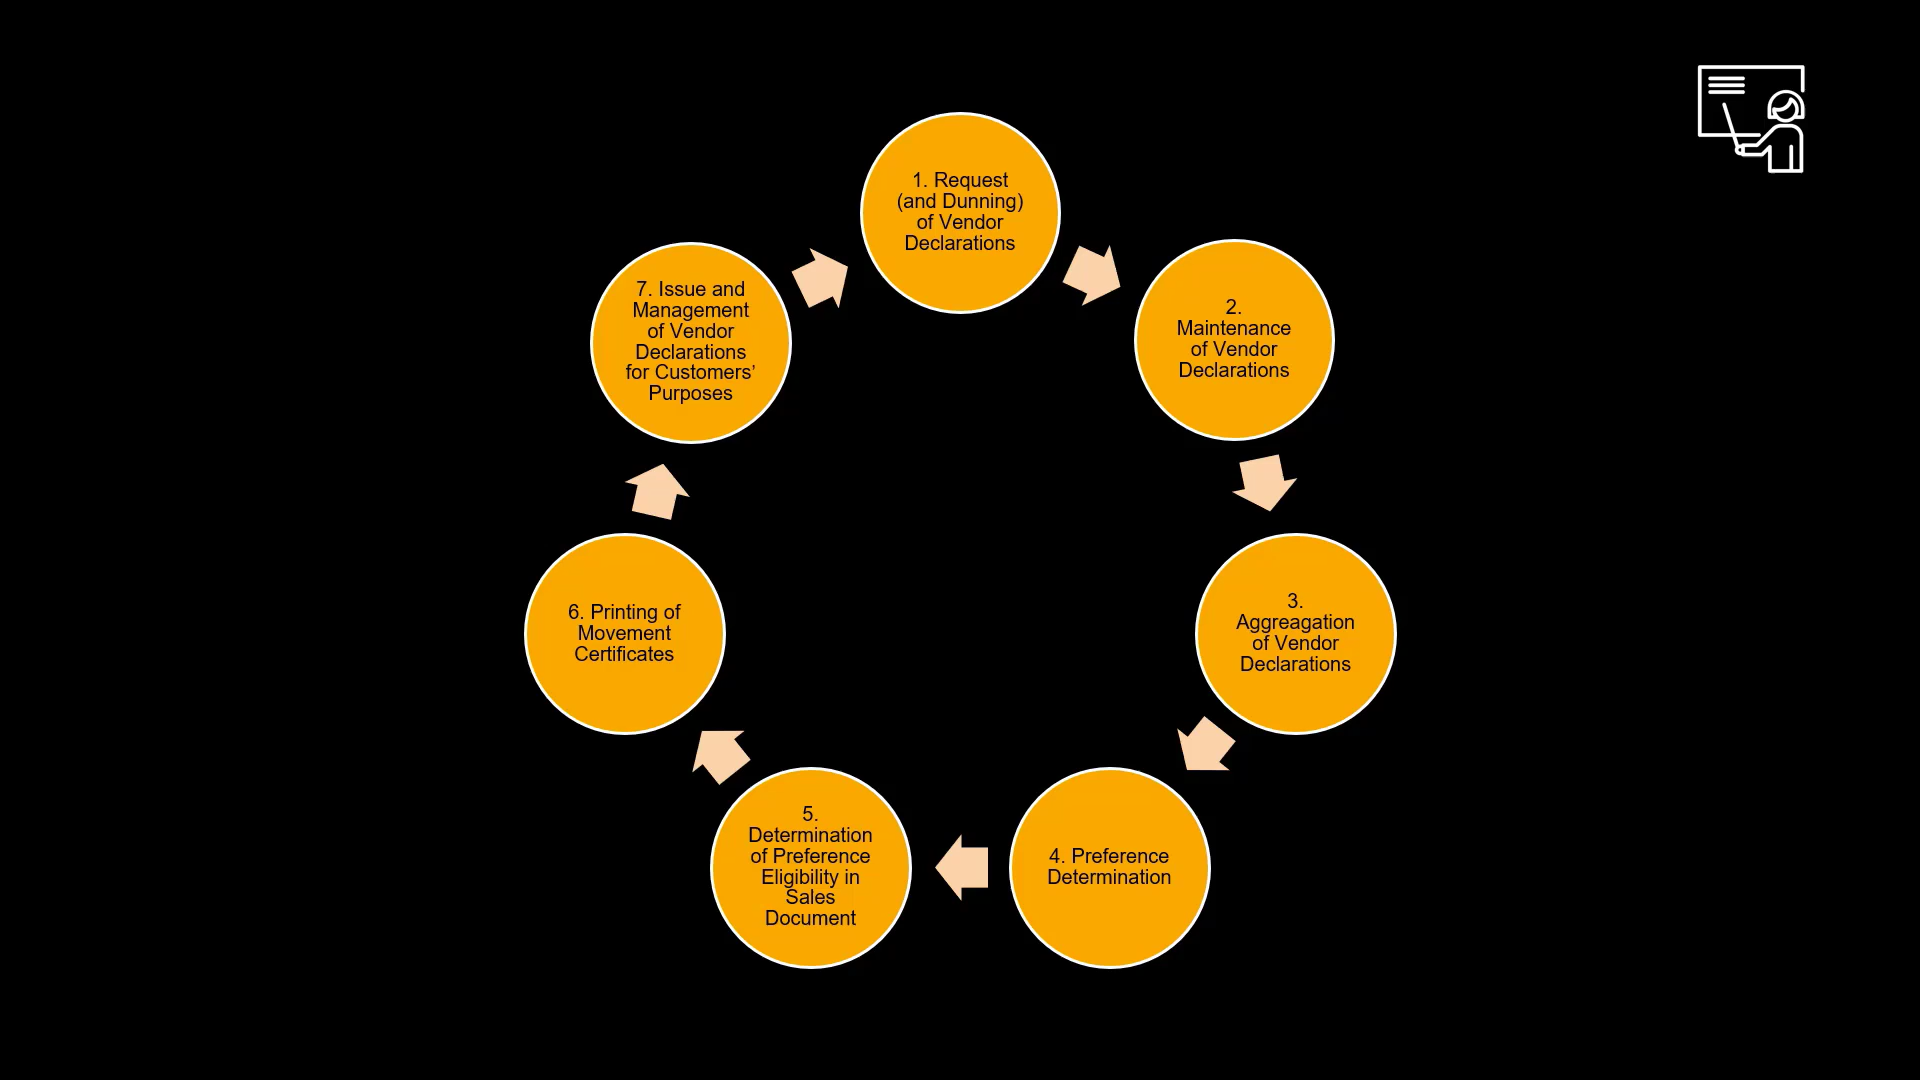 1. Request
(and Dunning)
of Vendor
Declarations
2.
Maintenance
of Vendor
Declarations
3.
Aggreagation
of Vendor
Declarations
4. Preference
Determination
5.
Determination
of Preference
Eligibility in
Sales
Document
6. Printing of
Movement
Certificates
7. Issue and
Management
of Vendor
Declarations
for Customers’
Purposes